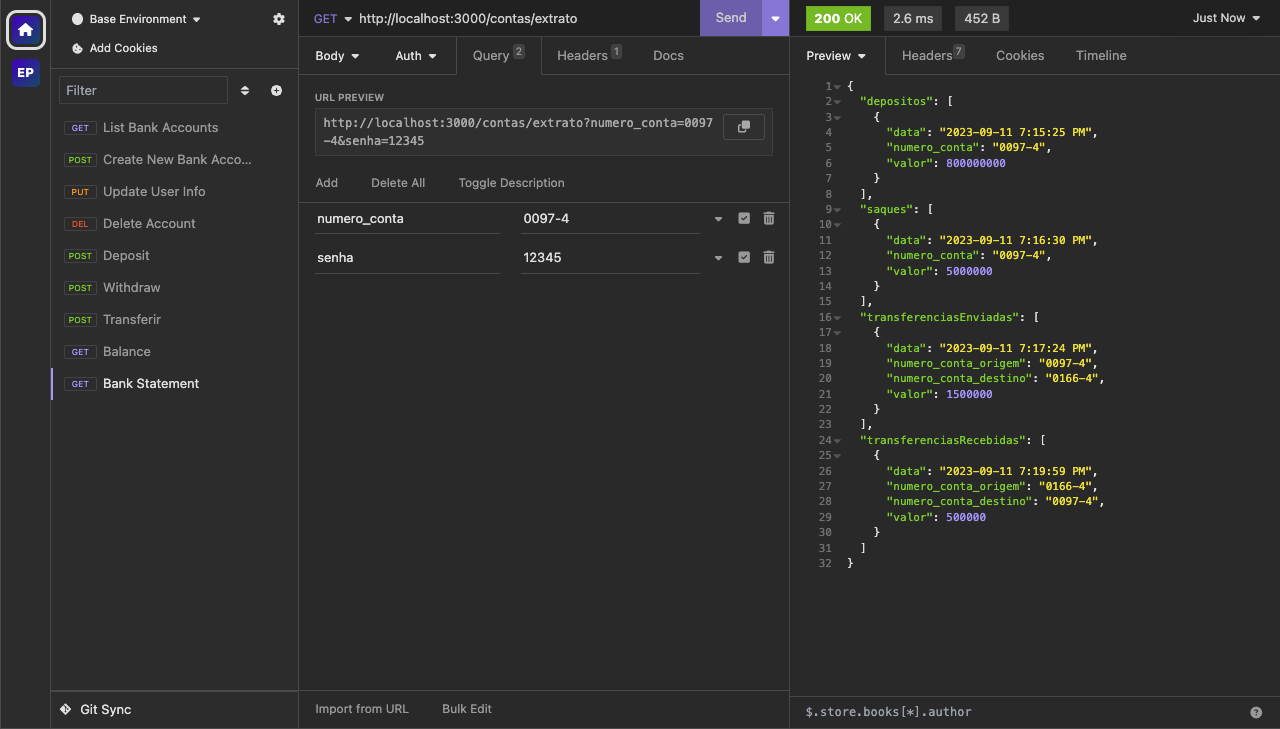 EP
Base Environment
Add Cookies
Filter
GET List Bank Accounts
POST Create New Bank Acco...
PUT Update User Info
DEL Delete Account
POST Deposit
POST Withdraw
POST Transferir
GET Balance
GET Bank Statement
Git Sync
GET http://localhost:3000/contas/extrato Send
Body Auth Query 2 Headers 1 Docs
URL PREVIEW
http://localhost:3000/contas/extrato?numero_conta=0097
-4&senha=12345
Add Delete All Toggle Description
numero_conta 0097-4
senha 12345
Import from URL Bulk Edit
200 OK 2.6 ms 452 B Just Now
Preview Headers 7 Cookies Timeline
1 {
2 "depositos": [
3 {
4 "data": "2023-09-11 7:15:25 PM",
5 "numero_conta": "0097-4",
6 "valor": 800000000
7 }
8 ],
9 "saques": [
10 {
11 "data": "2023-09-11 7:16:30 PM",
12 "numero_conta": "0097-4",
13 "valor": 5000000
14 }
15 ],
16 "transferenciasEnviadas": [
17 {
18 "data": "2023-09-11 7:17:24 PM",
19 "numero_conta_origem": "0097-4",
20 "numero_conta_destino": "0166-4",
21 "valor": 1500000
22 }
23 ],
24 "transferenciasRecebidas": [
25 {
26 "data": "2023-09-11 7:19:59 PM",
27 "numero_conta_origem": "0166-4",
28 "numero_conta_destino": "0097-4",
29 "valor": 500000
30 }
31 ]
32 }
$.store.books[*].author ?